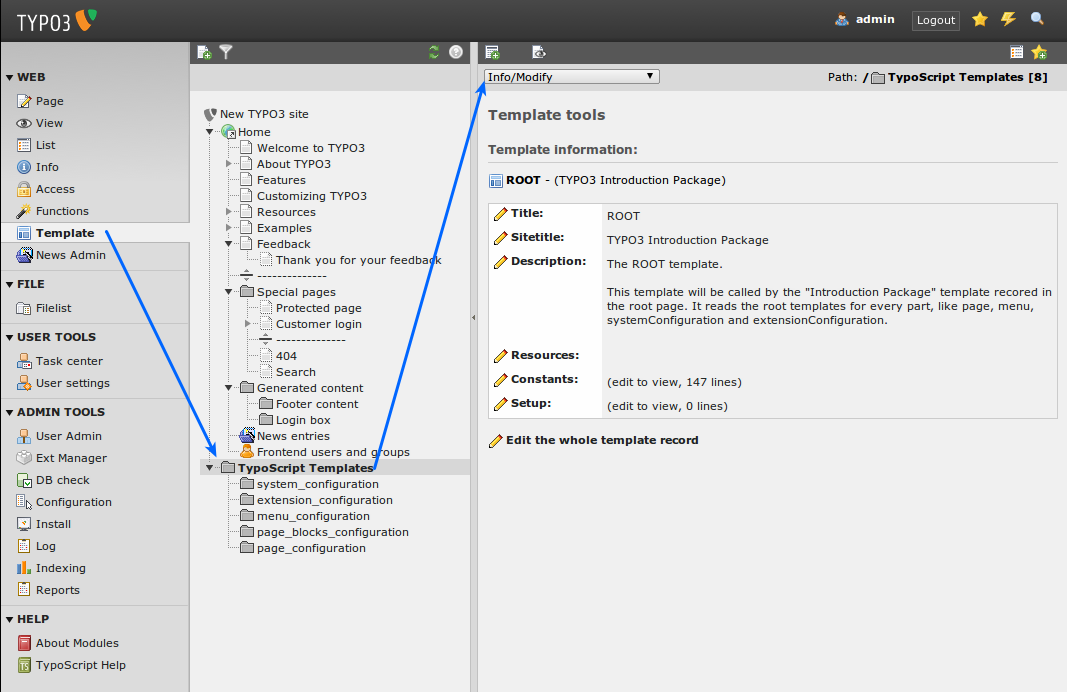 TYPO3
admin
Logout
WEB
Page
View
List
Info
Access
Functions
Template
News Admin
FILE
Filelist
USER TOOLS
Task center
User settings
ADMIN TOOLS
User Admin
Ext Manager
DB check
Configuration
Install
Log
Indexing
Reports
HELP
About Modules
TypoScript Help
New TYPO3 site
Home
Welcome to TYPO3
About TYPO3
Features
Customizing TYPO3
Resources
Examples
Feedback
Thank you for your feedback
--------------
Special pages
Protected page
Customer login
--------------
404
Search
Generated content
Footer content
Login box
News entries
Frontend users and groups
TypoScript Templates
system_configuration
extension_configuration
menu_configuration
page_blocks_configuration
page_configuration
Info/Modify
Path: / TypoScript Templates [8]
Template tools
Template information:
ROOT - (TYPO3 Introduction Package)
Title: ROOT
Sitetitle: TYPO3 Introduction Package
Description: The ROOT template.
This template will be called by the "Introduction Package" template recored in
the root page. It reads the root templates for every part, like page, menu,
systemConfiguration and extensionConfiguration.
Resources:
Constants: (edit to view, 147 lines)
Setup: (edit to view, 0 lines)
Edit the whole template record